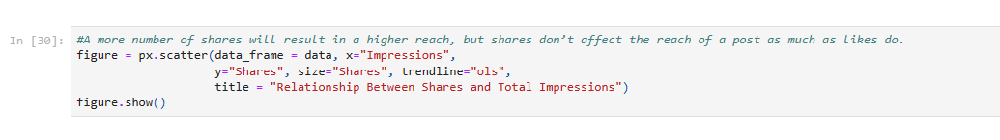 In [30]: #A more number of shares will result in a higher reach, but shares don’t affect the reach of a post as much as likes do.
figure = px.scatter(data_frame = data, x="Impressions",
y="Shares", size="Shares", trendline="ols",
title = "Relationship Between Shares and Total Impressions")
figure.show()